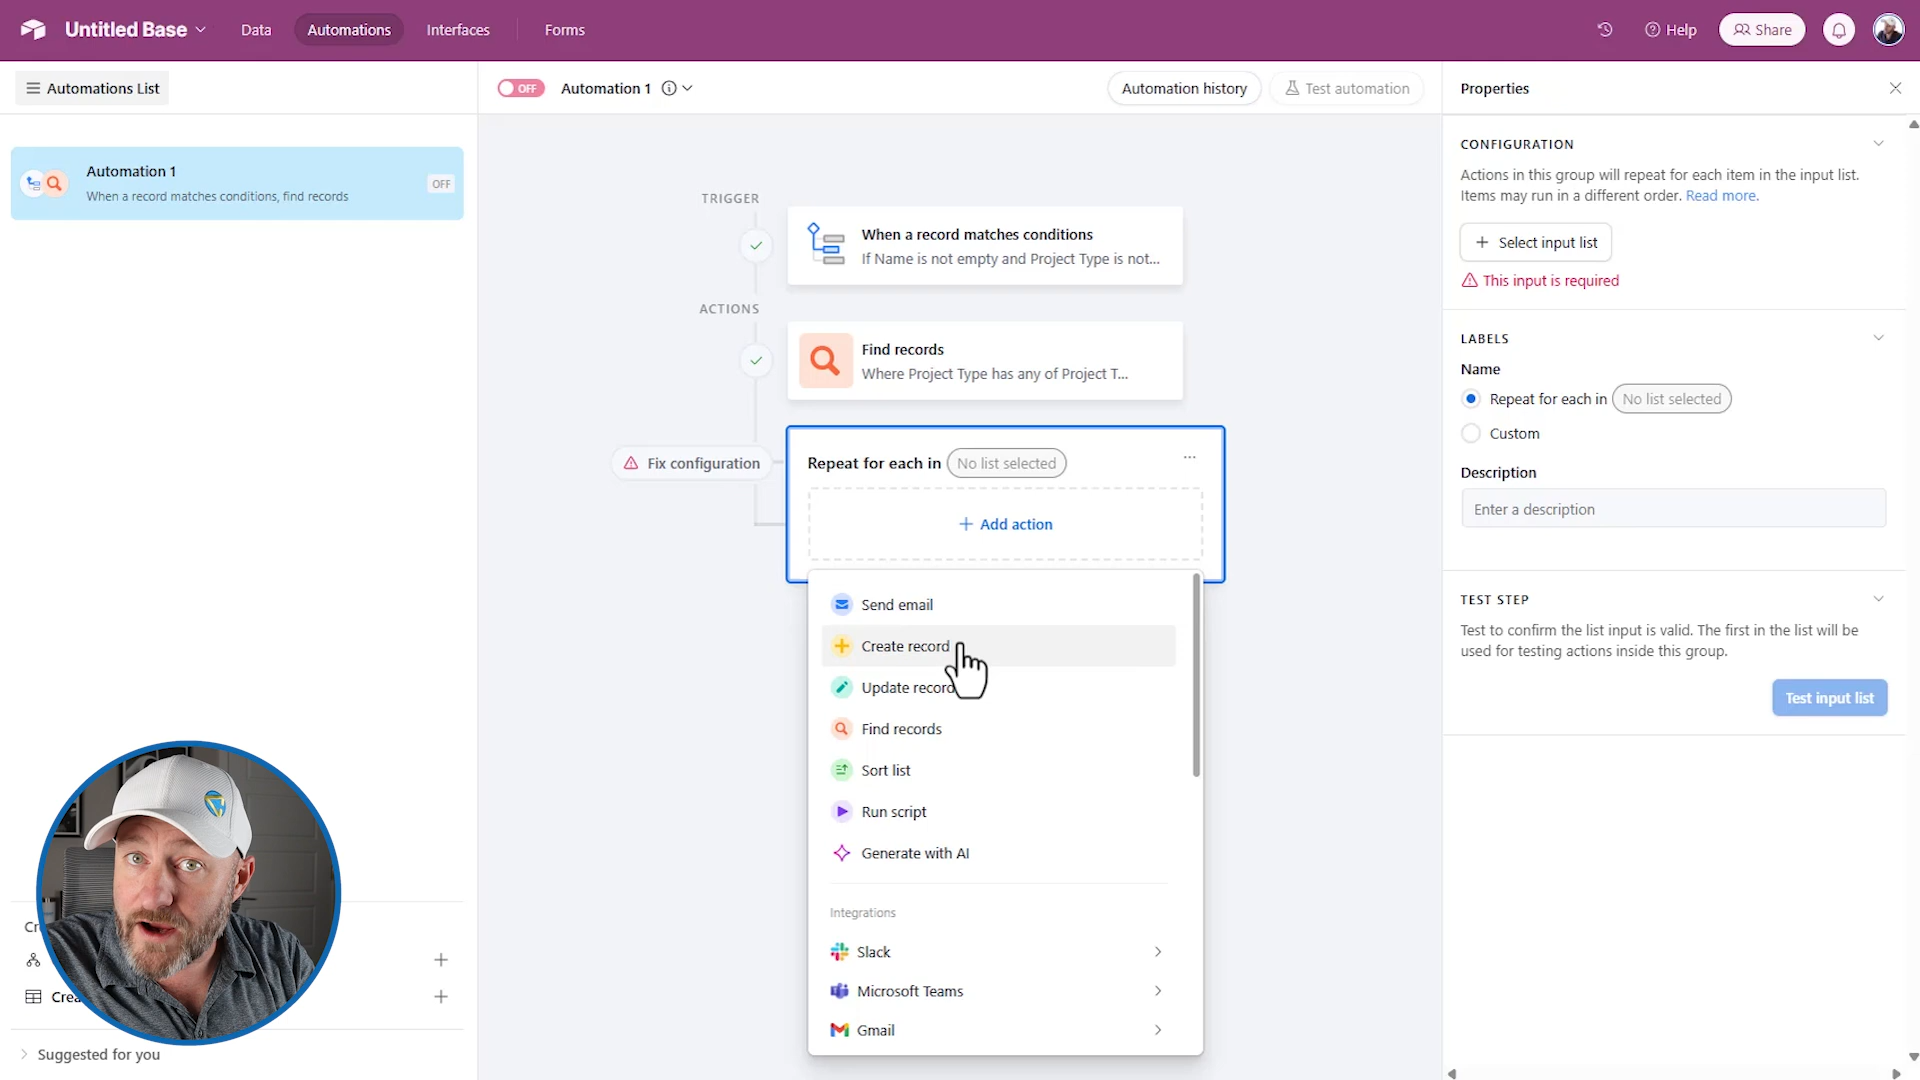 Untitled Base
Data
Automations
Interfaces
Forms
Help
Share
Automations List
OFF
Automation 1
Automation history
Test automation
Properties
Automation 1
When a record matches conditions, find records
OFF
TRIGGER
When a record matches conditions
If Name is not empty and Project Type is not...
ACTIONS
Find records
Where Project Type has any of Project T...
Fix configuration
Repeat for each in
No list selected
Add action
Send email
Create record
Update record
Find records
Sort list
Run script
Generate with AI
Integrations
Slack
Microsoft Teams
Gmail
CONFIGURATION
Actions in this group will repeat for each item in the input list.
Items may run in a different order. Read more.
Select input list
This input is required
LABELS
Name
Repeat for each in
No list selected
Custom
Description
Enter a description
TEST STEP
Test to confirm the list input is valid. The first in the list will be
used for testing actions inside this group.
Test input list
Suggested for you